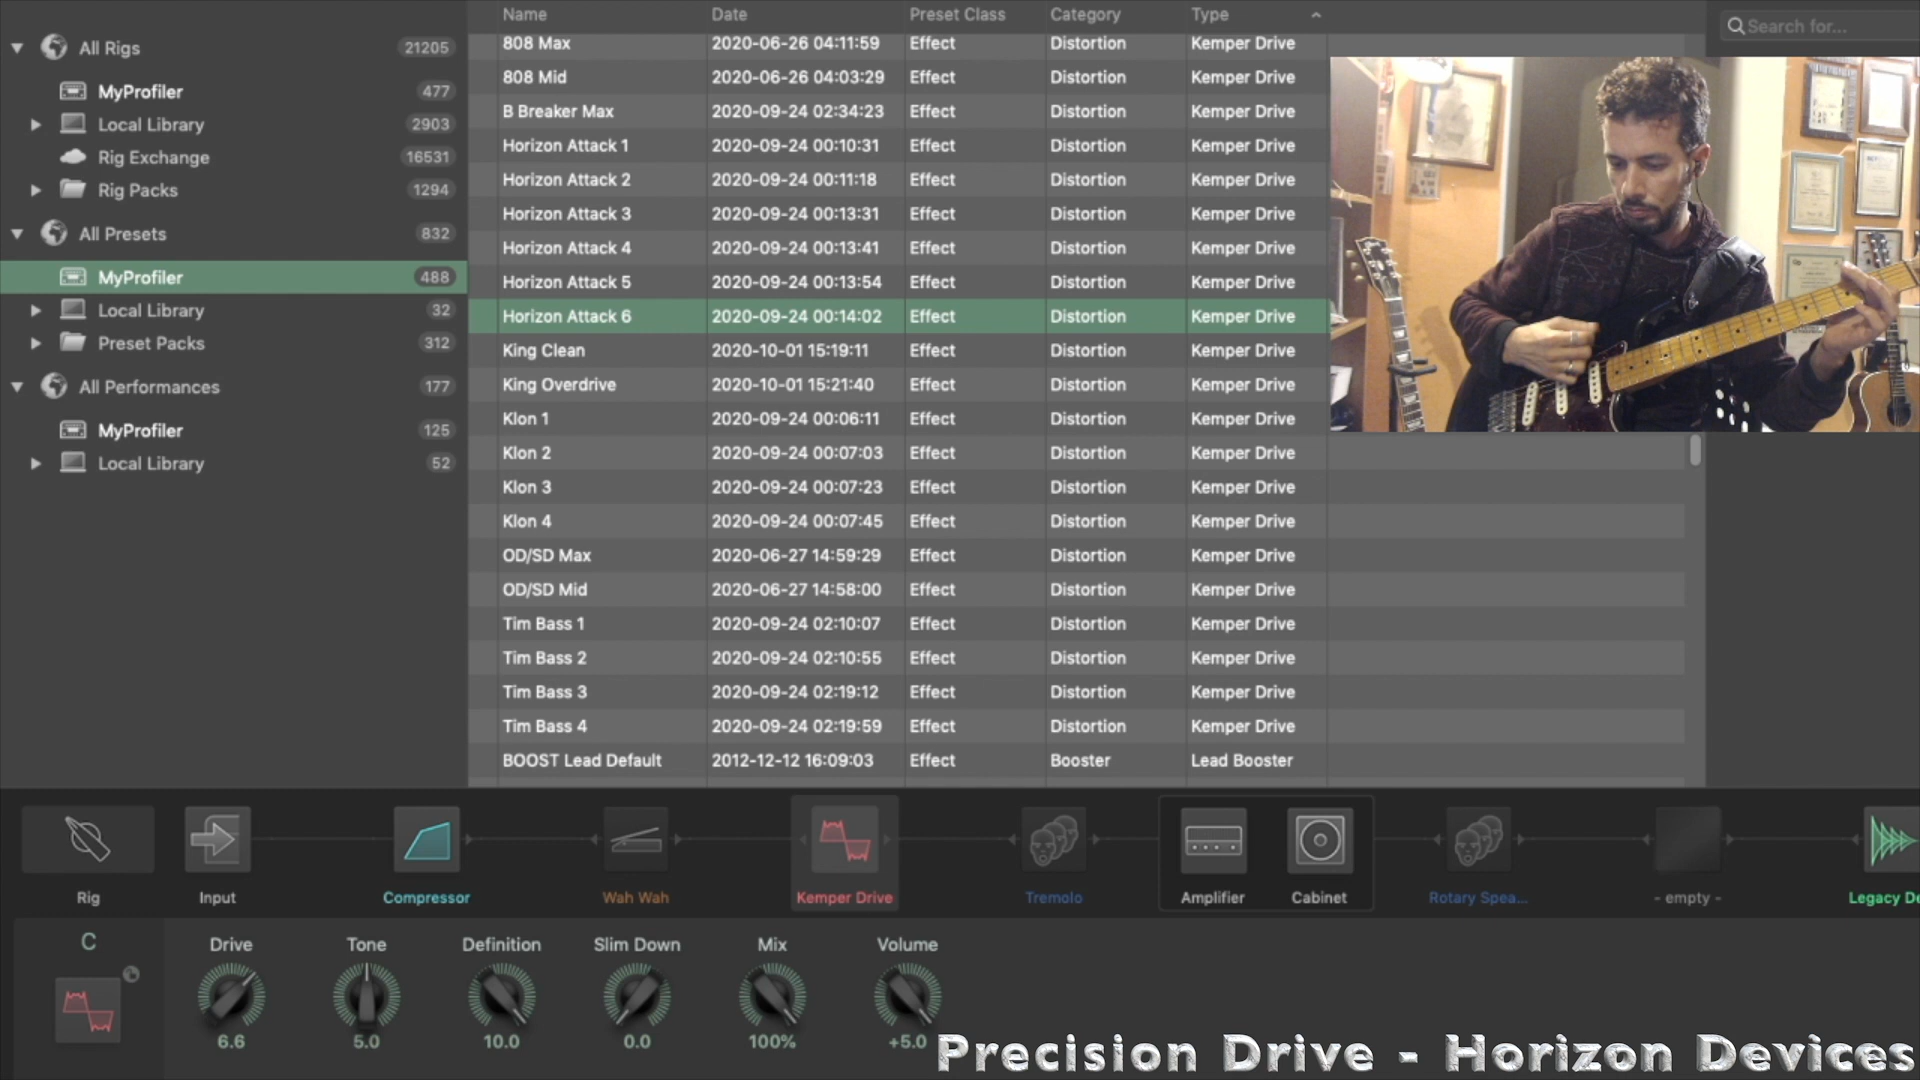 All Rigs 21205
MyProfiler 477
Local Library 2903
Rig Exchange 16531
Rig Packs 1294
All Presets 832
MyProfiler 488
Local Library 32
Preset Packs 312
All Performances 177
MyProfiler 125
Local Library 52
Name Date Preset Class Category Type
808 Max 2020-06-26 04:11:59 Effect Distortion Kemper Drive
808 Mid 2020-06-26 04:03:29 Effect Distortion Kemper Drive
B Breaker Max 2020-09-24 02:34:23 Effect Distortion Kemper Drive
Horizon Attack 1 2020-09-24 00:10:31 Effect Distortion Kemper Drive
Horizon Attack 2 2020-09-24 00:11:18 Effect Distortion Kemper Drive
Horizon Attack 3 2020-09-24 00:13:31 Effect Distortion Kemper Drive
Horizon Attack 4 2020-09-24 00:13:41 Effect Distortion Kemper Drive
Horizon Attack 5 2020-09-24 00:13:54 Effect Distortion Kemper Drive
Horizon Attack 6 2020-09-24 00:14:02 Effect Distortion Kemper Drive
King Clean 2020-10-01 15:19:11 Effect Distortion Kemper Drive
King Overdrive 2020-10-01 15:21:40 Effect Distortion Kemper Drive
Klon 1 2020-09-24 00:06:11 Effect Distortion Kemper Drive
Klon 2 2020-09-24 00:07:03 Effect Distortion Kemper Drive
Klon 3 2020-09-24 00:07:23 Effect Distortion Kemper Drive
Klon 4 2020-09-24 00:07:45 Effect Distortion Kemper Drive
OD/SD Max 2020-06-27 14:59:29 Effect Distortion Kemper Drive
OD/SD Mid 2020-06-27 14:58:00 Effect Distortion Kemper Drive
Tim Bass 1 2020-09-24 02:10:07 Effect Distortion Kemper Drive
Tim Bass 2 2020-09-24 02:10:55 Effect Distortion Kemper Drive
Tim Bass 3 2020-09-24 02:19:12 Effect Distortion Kemper Drive
Tim Bass 4 2020-09-24 02:19:59 Effect Distortion Kemper Drive
BOOST Lead Default 2012-12-12 16:09:03 Effect Booster Lead Booster
Search for...
Rig Input Compressor Wah Wah Kemper Drive Tremolo Amplifier Cabinet Rotary Spea... - empty - Legacy De
C Drive Tone Definition Slim Down Mix Volume
6.6 5.0 10.0 0.0 100% +5.0
Precision Drive - Horizon Devices